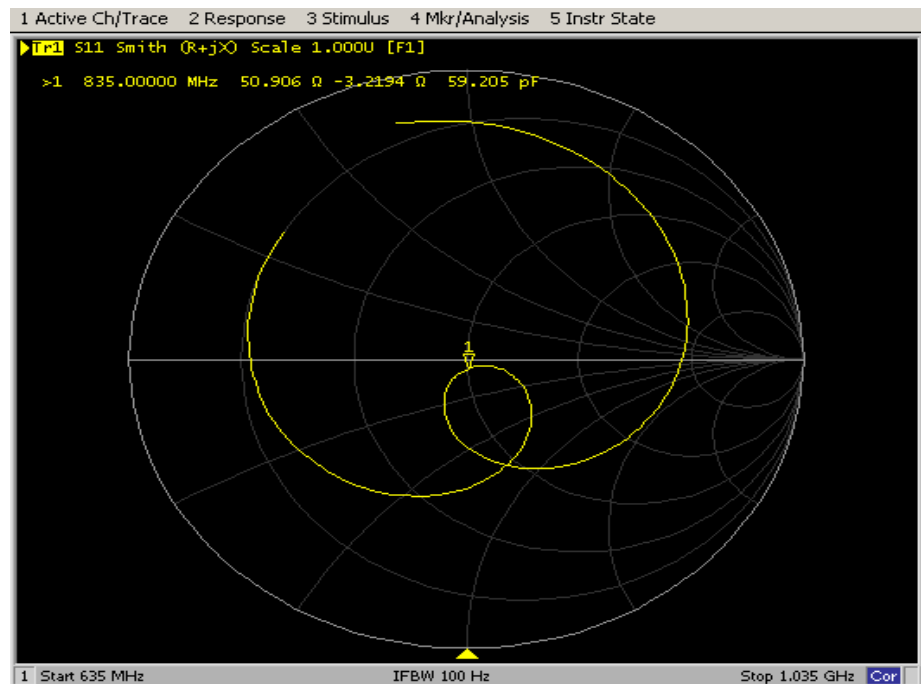 1 Active Ch/Trace 2 Response 3 Stimulus 4 Mkr/Analysis 5 Instr State
Tr1 S11 Smith (R+jX) Scale 1.000U [F1]
>1 835.00000 MHz 50.906 Ω -3.2194 Ω 59.205 pF
1
1 Start 635 MHz IFBW 100 Hz Stop 1.035 GHz Cor